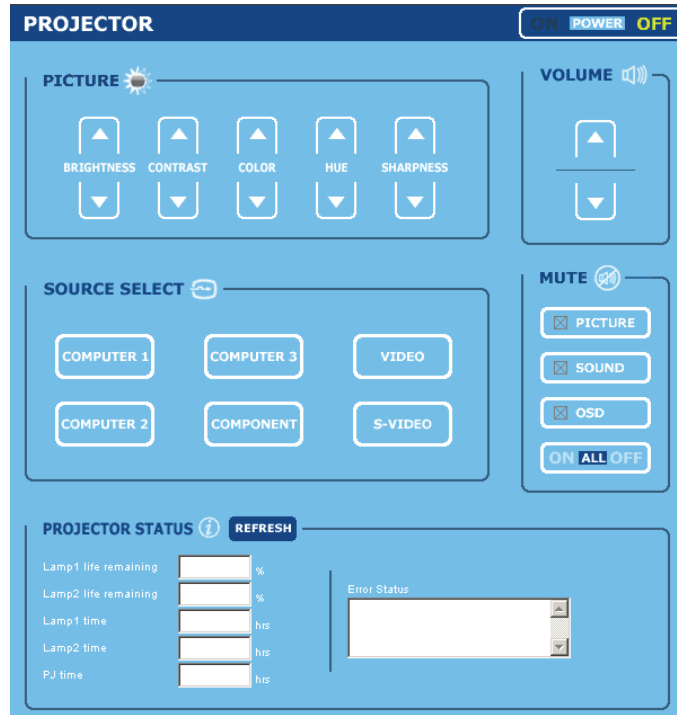 PROJECTOR
ON POWER OFF
PICTURE
BRIGHTNESS CONTRAST COLOR HUE SHARPNESS
VOLUME
SOURCE SELECT
COMPUTER 1 COMPUTER 3 VIDEO
COMPUTER 2 COMPONENT S-VIDEO
MUTE
PICTURE
SOUND
OSD
ON ALL OFF
PROJECTOR STATUS i REFRESH
Lamp1 life remaining %
Lamp2 life remaining %
Lamp1 time hrs
Lamp2 time hrs
PJ time hrs
Error Status